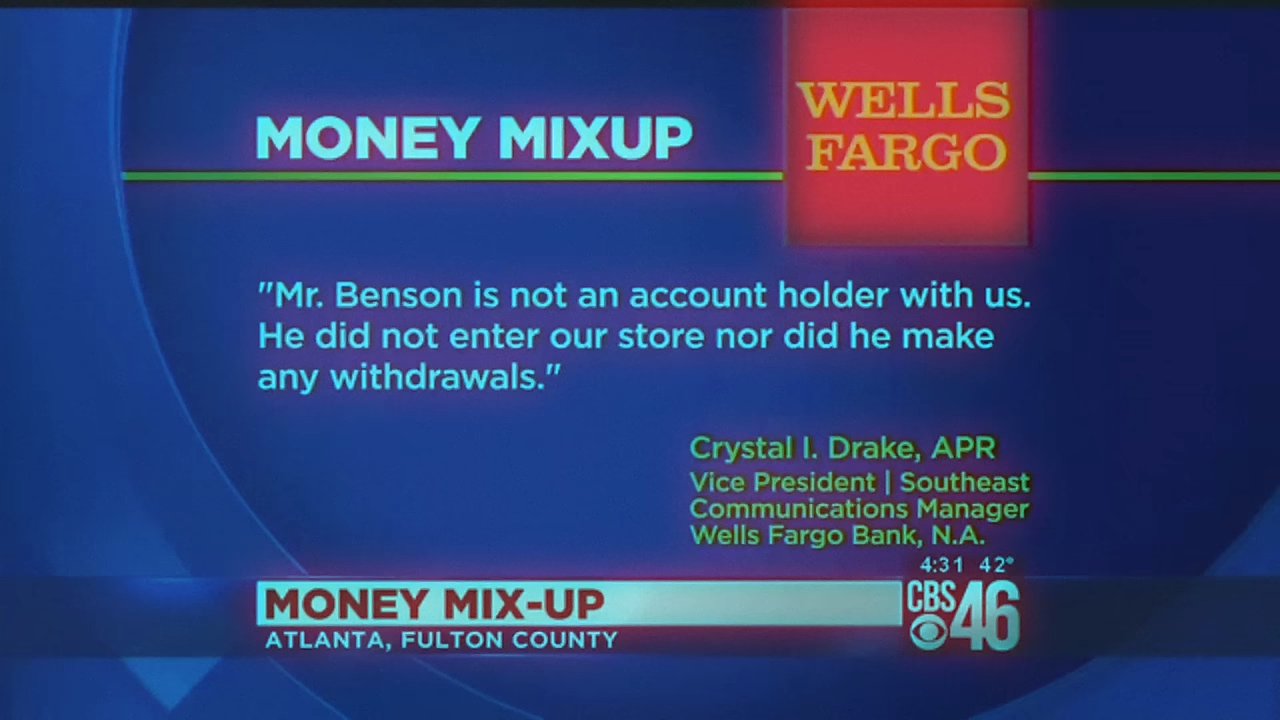 WELLS
FARGO
MONEY MIXUP
"Mr. Benson is not an account holder with us.
He did not enter our store nor did he make
any withdrawals."
Crystal I. Drake, APR
Vice President | Southeast
Communications Manager
Wells Fargo Bank, N.A.
4:31 42°
MONEY MIX-UP
CBS 46
ATLANTA, FULTON COUNTY